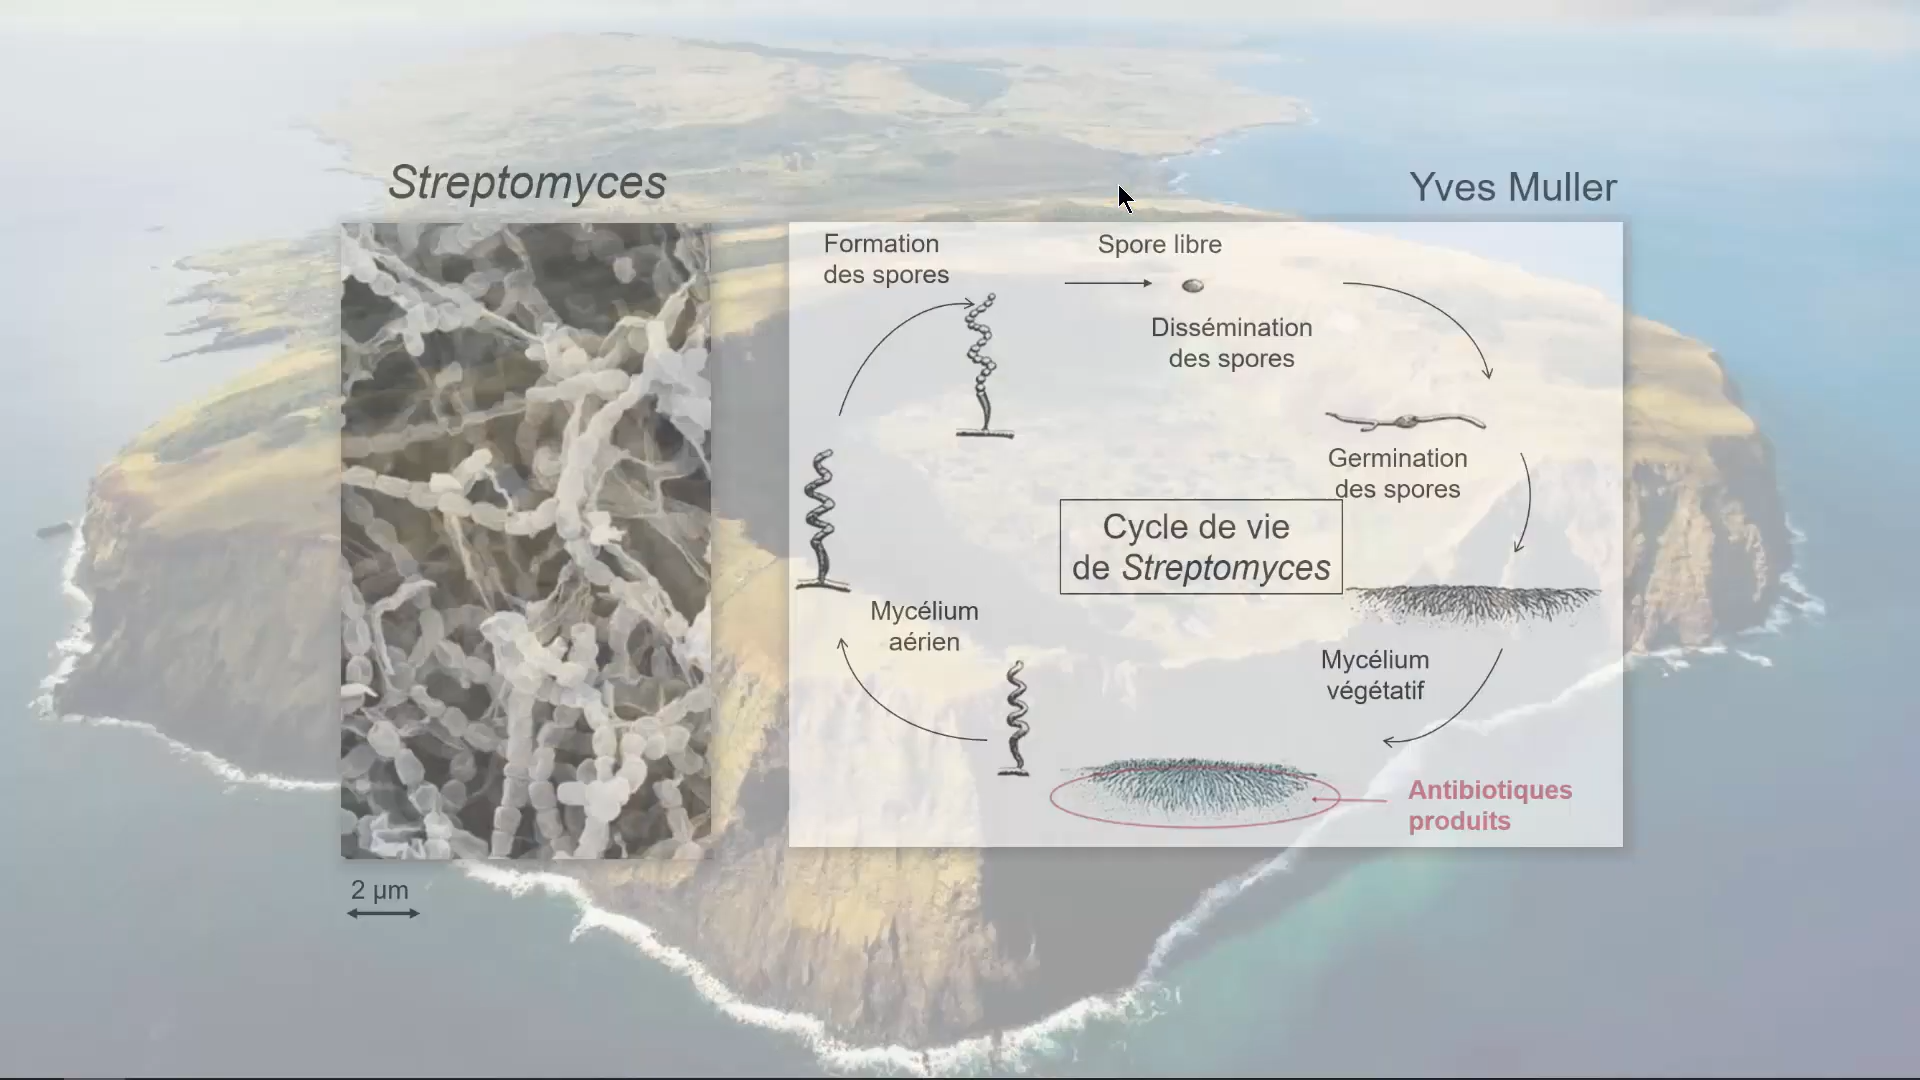 Streptomyces
Yves Muller
Formation
des spores
Spore libre
Dissémination
des spores
Germination
des spores
Cycle de vie
de Streptomyces
Mycélium
aérien
Mycélium
végétatif
Antibiotiques
produits
2 µm